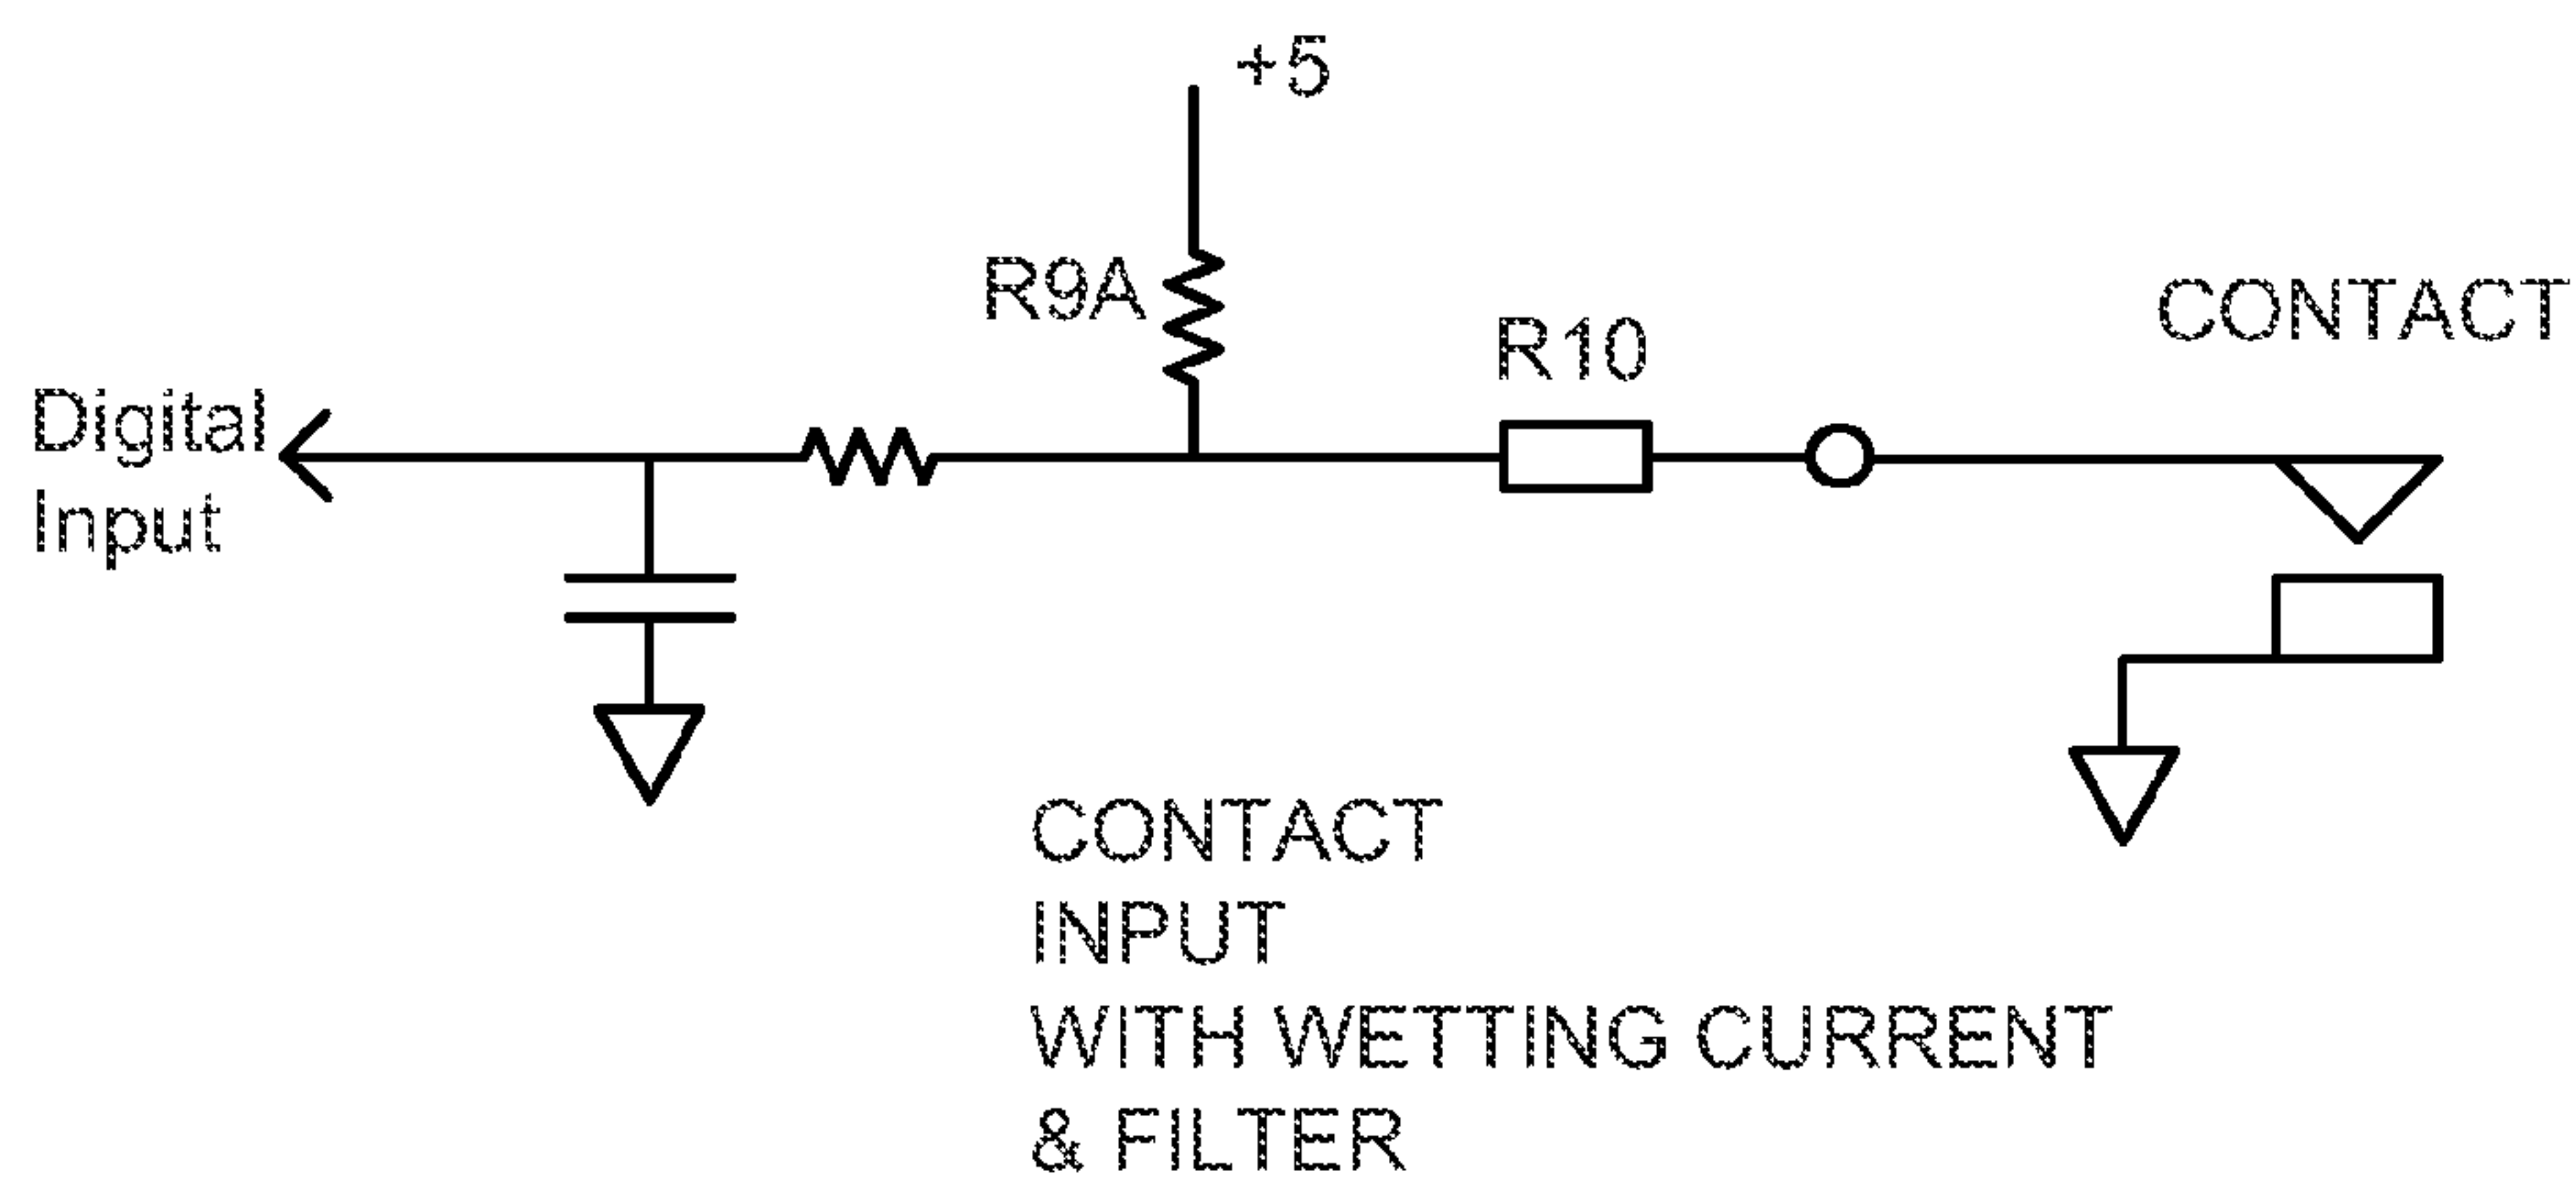 +5
R9A
R10
CONTACT
Digital
Input
CONTACT
INPUT
WITH WETTING CURRENT
& FILTER